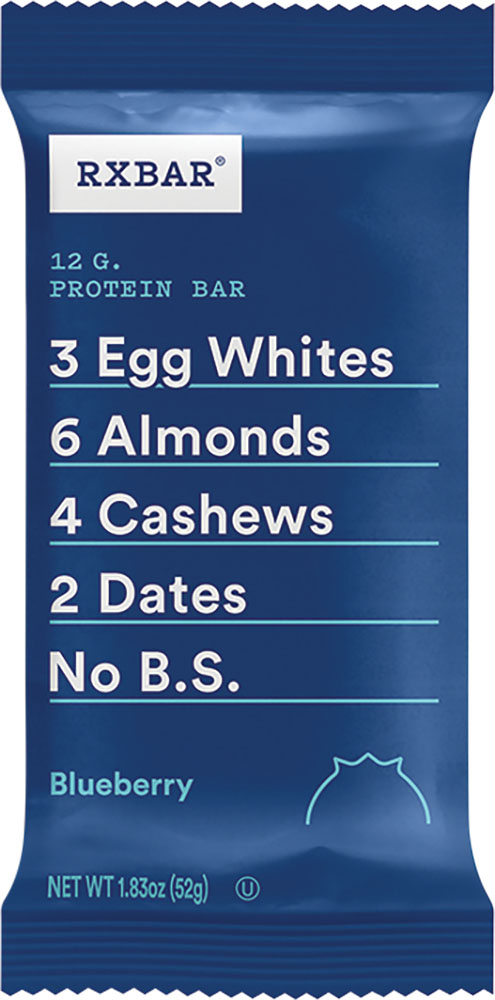 RXBAR®
12 G.
PROTEIN BAR
3 Egg Whites
6 Almonds
4 Cashews
2 Dates
No B.S.
Blueberry
NET WT 1.83oz (52g) Ⓤ